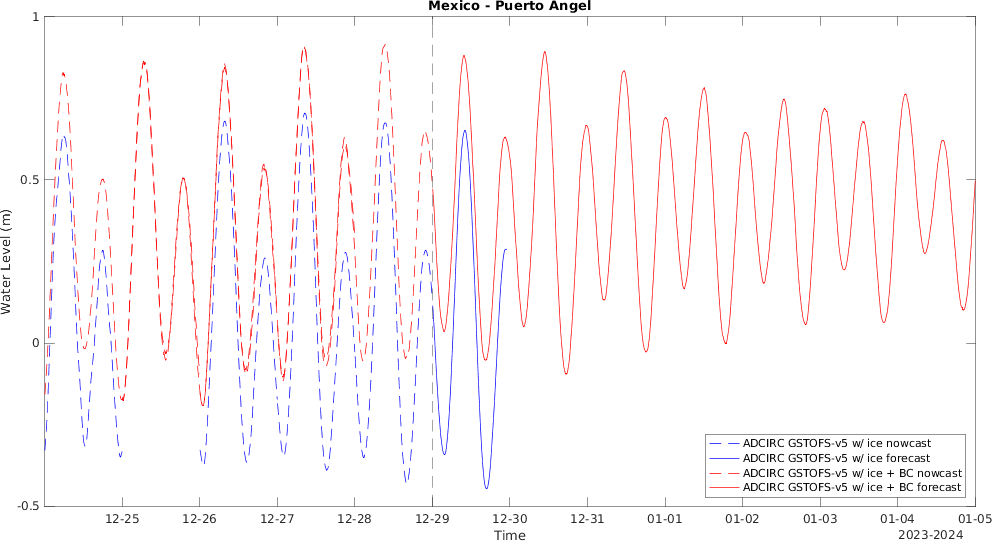 Mexico - Puerto Angel
Water Level (m)
1
0.5
0
-0.5
12-25 12-26 12-27 12-28 12-29 12-30 12-31 01-01 01-02 01-03 01-04 01-05
Time
2023-2024
ADCIRC GSTOFS-v5 w/ ice nowcast
ADCIRC GSTOFS-v5 w/ ice forecast
ADCIRC GSTOFS-v5 w/ ice + BC nowcast
ADCIRC GSTOFS-v5 w/ ice + BC forecast